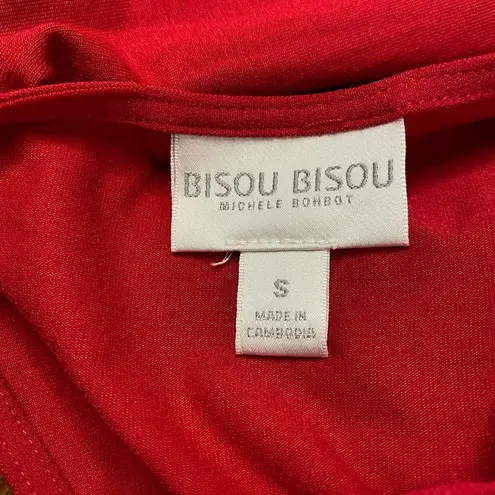 BISOU BISOU
MICHELE BOHBOT
S
MADE IN
CAMBODIA